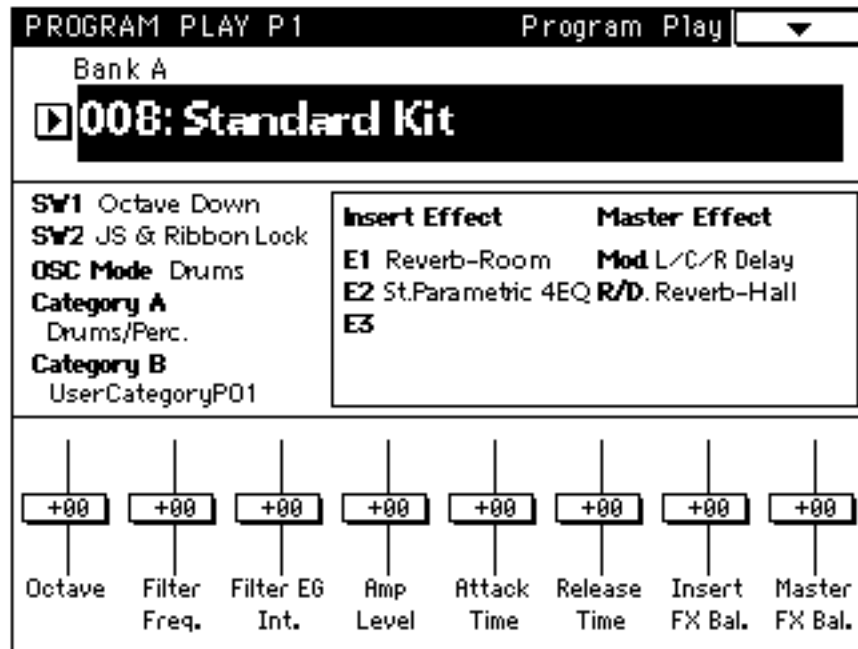 PROGRAM PLAY P1 Program Play
Bank A
008: Standard Kit
SW1 Octave Down
SW2 JS & Ribbon Lock
OSC Mode Drums
Category A
Drums/Perc.
Category B
UserCategoryP01
Insert Effect Master Effect
E1 Reverb-Room Mod L/C/R Delay
E2 St.Parametric 4EQ R/D. Reverb-Hall
E3
+00 +00 +00 +00 +00 +00 +00 +00
Octave Filter Filter EG Amp Attack Release Insert Master
Freq. Int. Level Time Time FX Bal. FX Bal.